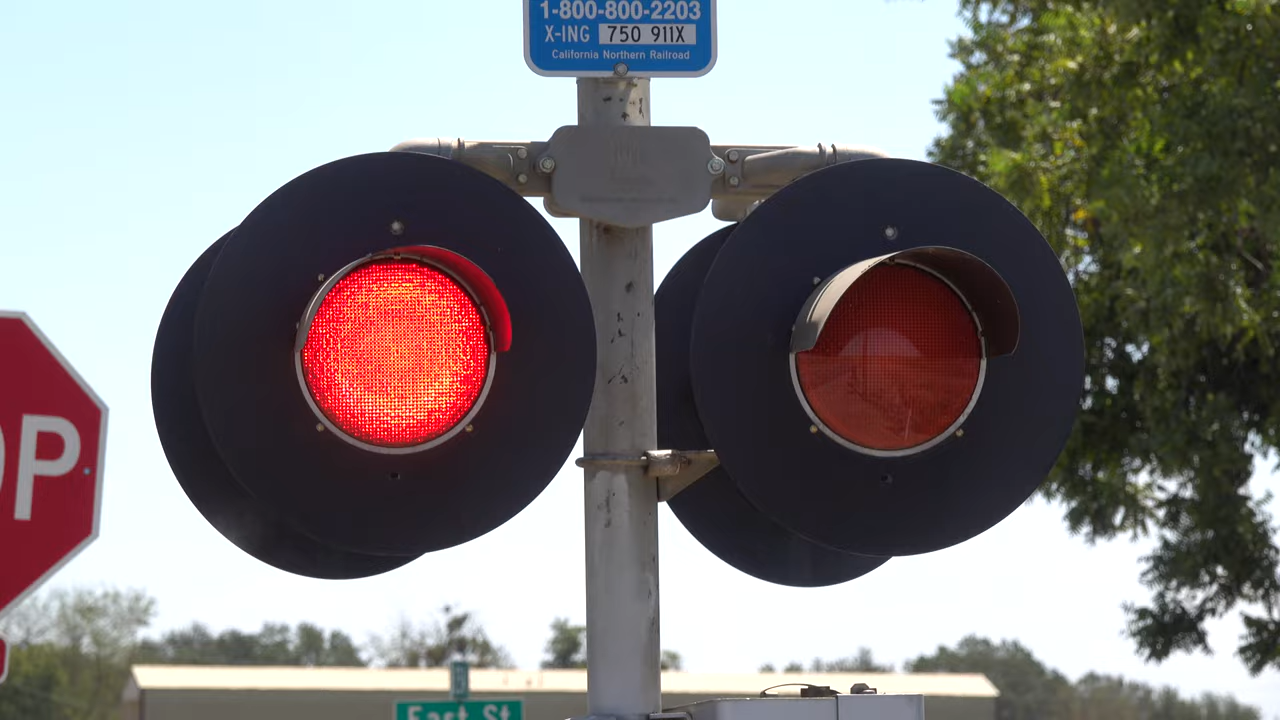 1-800-800-2203
X-ING 750 911X
California Northern Railroad
OP
East St